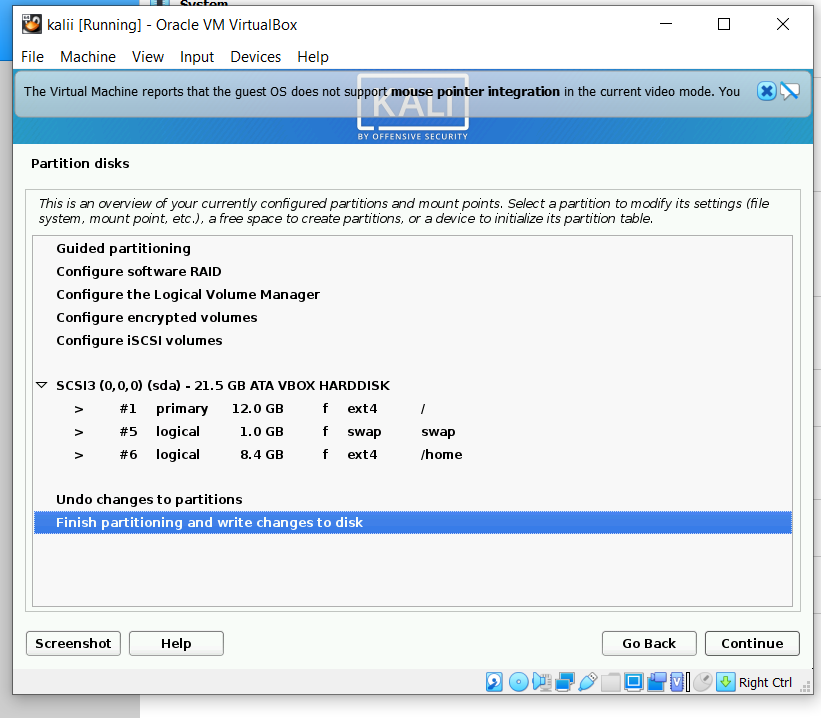 System
kalii [Running] - Oracle VM VirtualBox
File Machine View Input Devices Help
The Virtual Machine reports that the guest OS does not support mouse pointer integration in the current video mode. You
KALI
BY OFFENSIVE SECURITY
Partition disks
This is an overview of your currently configured partitions and mount points. Select a partition to modify its settings (file
system, mount point, etc.), a free space to create partitions, or a device to initialize its partition table.
Guided partitioning
Configure software RAID
Configure the Logical Volume Manager
Configure encrypted volumes
Configure iSCSI volumes
SCSI3 (0,0,0) (sda) - 21.5 GB ATA VBOX HARDDISK
> #1 primary 12.0 GB f ext4 /
> #5 logical 1.0 GB f swap swap
> #6 logical 8.4 GB f ext4 /home
Undo changes to partitions
Finish partitioning and write changes to disk
Screenshot Help Go Back Continue
Right Ctrl